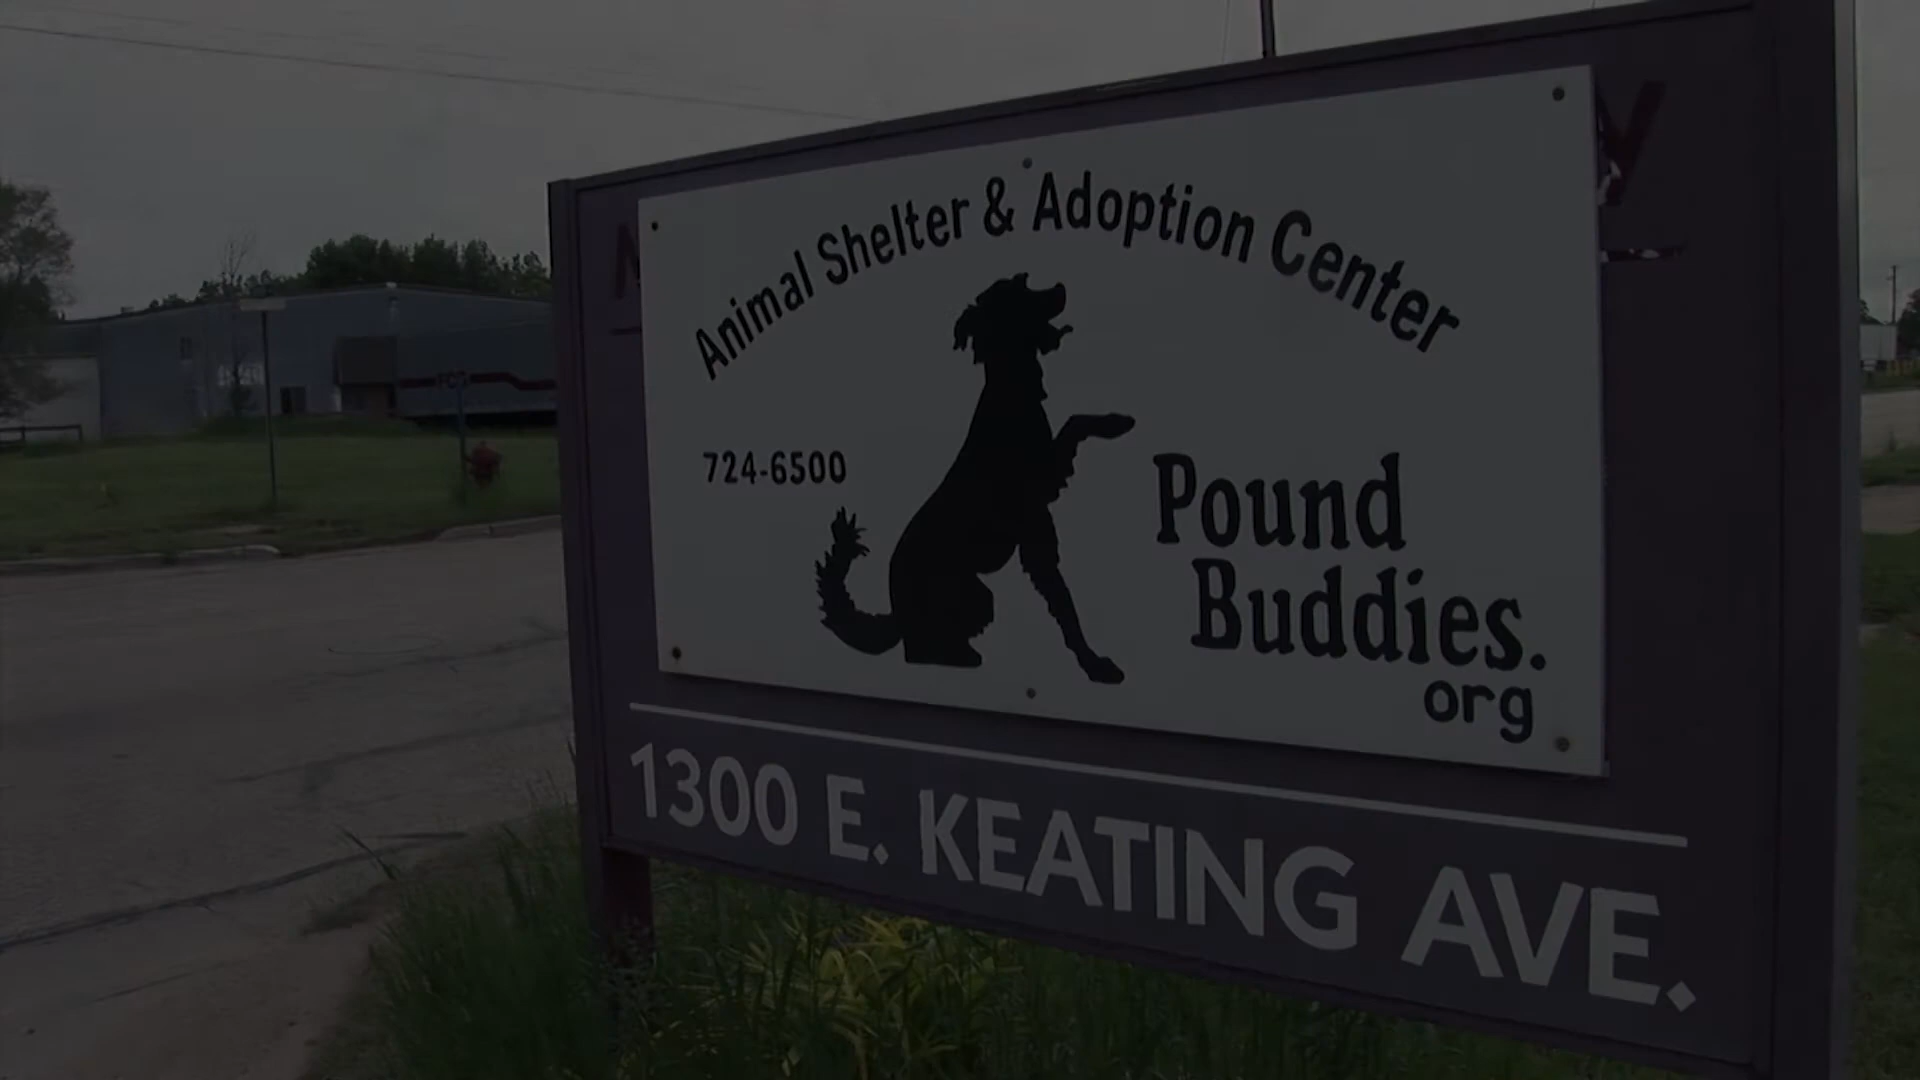 Animal Shelter & Adoption Center
724-6500
Pound
Buddies.
org
1300 E. KEATING AVE.